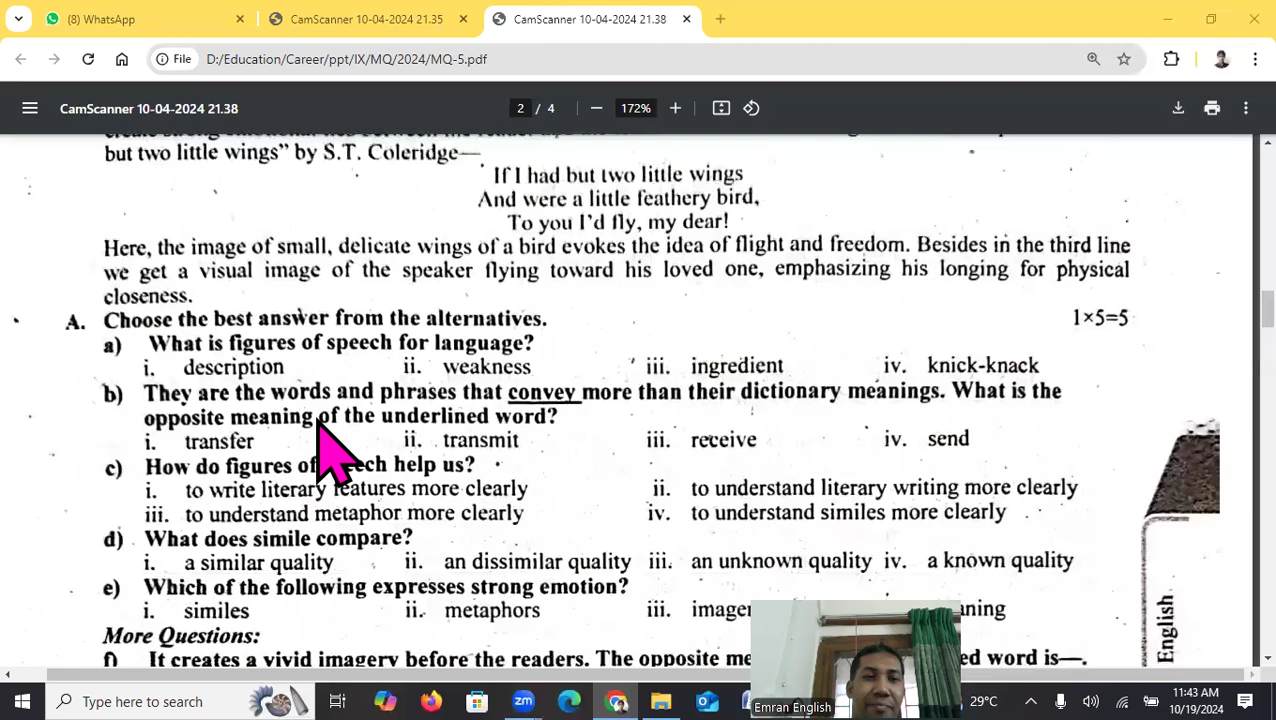 (8) WhatsApp
CamScanner 10-04-2024 21.35
CamScanner 10-04-2024 21.38
File
D:/Education/Career/ppt/IX/MQ/2024/MQ-5.pdf
CamScanner 10-04-2024 21.38
2 / 4
172%
but two little wings” by S.T. Coleridge—
If I had but two little wings
And were a little feathery bird,
To you I’d fly, my dear!
Here, the image of small, delicate wings of a bird evokes the idea of flight and freedom. Besides in the third line
we get a visual image of the speaker flying toward his loved one, emphasizing his longing for physical
closeness.
A. Choose the best answer from the alternatives. 1×5=5
a) What is figures of speech for language?
i. description ii. weakness iii. ingredient iv. knick-knack
b) They are the words and phrases that convey more than their dictionary meanings. What is the
opposite meaning of the underlined word?
i. transfer ii. transmit iii. receive iv. send
c) How do figures of help us?
i. to write literary features more clearly ii. to understand literary writing more clearly
iii. to understand metaphor more clearly iv. to understand similes more clearly
d) What does simile compare?
i. a similar quality ii. an dissimilar quality iii. an unknown quality iv. a known quality
e) Which of the following expresses strong emotion?
i. similes ii. metaphors iii.
More Questions:
f) It creates a vivid imagery before the readers. The opposite word is—.
English
Emran English
Type here to search
29°C
11:43 AM
10/19/2024